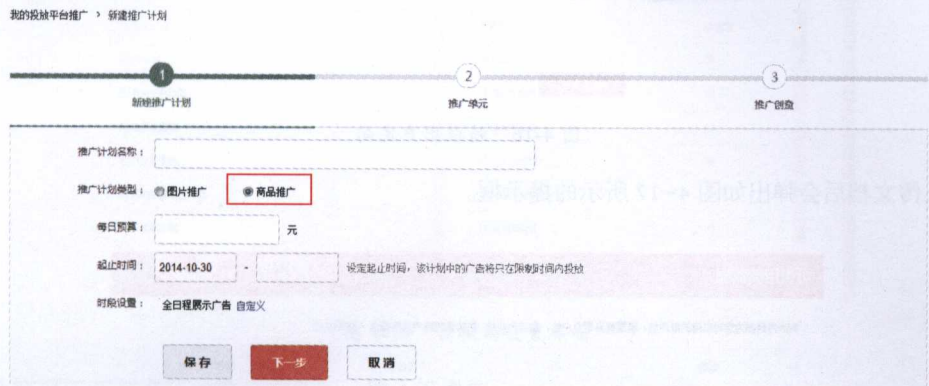 我的投放平台推广 > 新建推广计划
1 2 3
新建推广计划 推广单元 推广创意
推广计划名称：
推广计划类型： 图片推广 商品推广
每日预算： 元
起止时间： 2014-10-30 - 设定起止时间，该计划中的广告将只在限制时间内投放
时段设置： 全日程展示广告 自定义
保存 下一步 取消